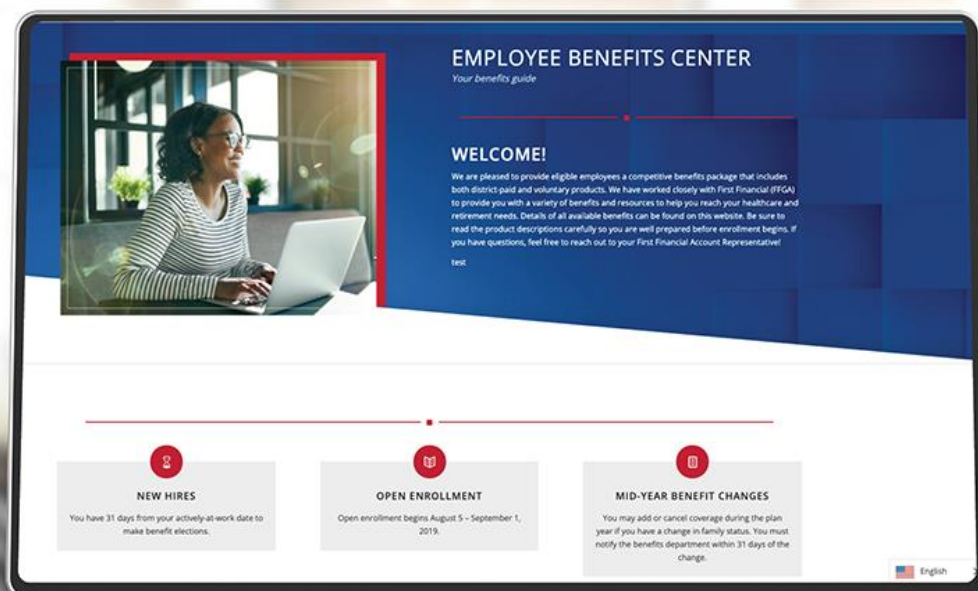 EMPLOYEE BENEFITS CENTER
Your benefits guide
WELCOME!
We are pleased to provide eligible employees a competitive benefits package that includes
both district-paid and voluntary products. We have worked closely with First Financial (FFGA)
to provide you with a variety of benefits and resources to help you reach your healthcare and
retirement needs. Details of all available benefits can be found on this website. Be sure to
read the product descriptions carefully so you are well prepared before enrollment begins. If
you have questions, feel free to reach out to your First Financial Account Representative!
test
NEW HIRES
You have 31 days from your actively-at-work date to
make benefit elections.
OPEN ENROLLMENT
Open enrollment begins August 5 – September 1,
2019.
MID-YEAR BENEFIT CHANGES
You may add or cancel coverage during the plan
year if you have a change in family status. You must
notify the benefits department within 31 days of the
change.
English